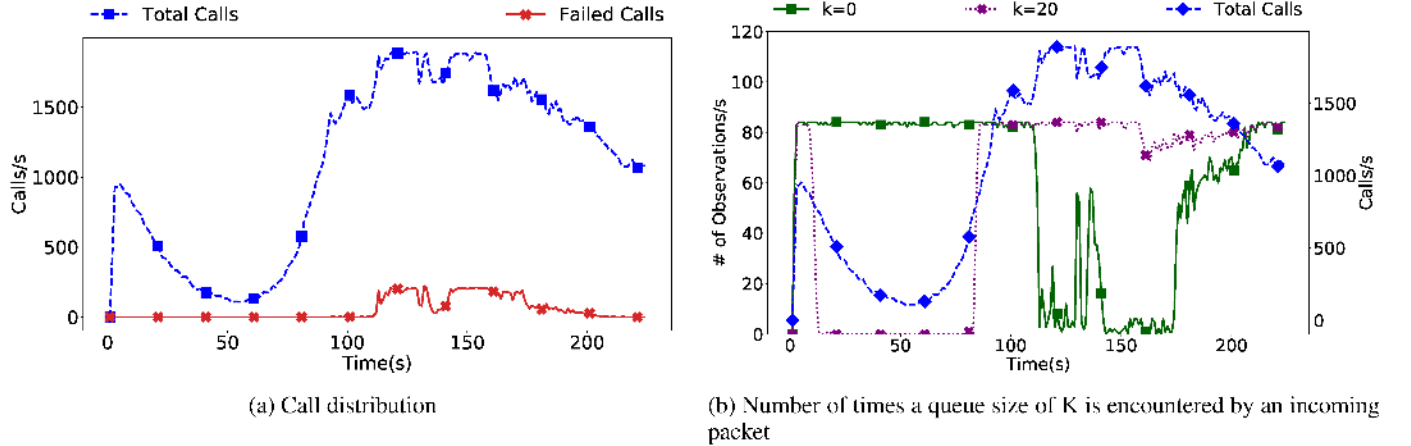 Total Calls
Failed Calls
1500
1000
500
0
Calls/s
0
50
100
150
200
Time(s)
(a) Call distribution
k=0
k=20
Total Calls
120
100
80
60
40
20
0
# of Observations/s
1500
1000
500
0
Calls/s
0
50
100
150
200
Time(s)
(b) Number of times a queue size of K is encountered by an incoming
packet